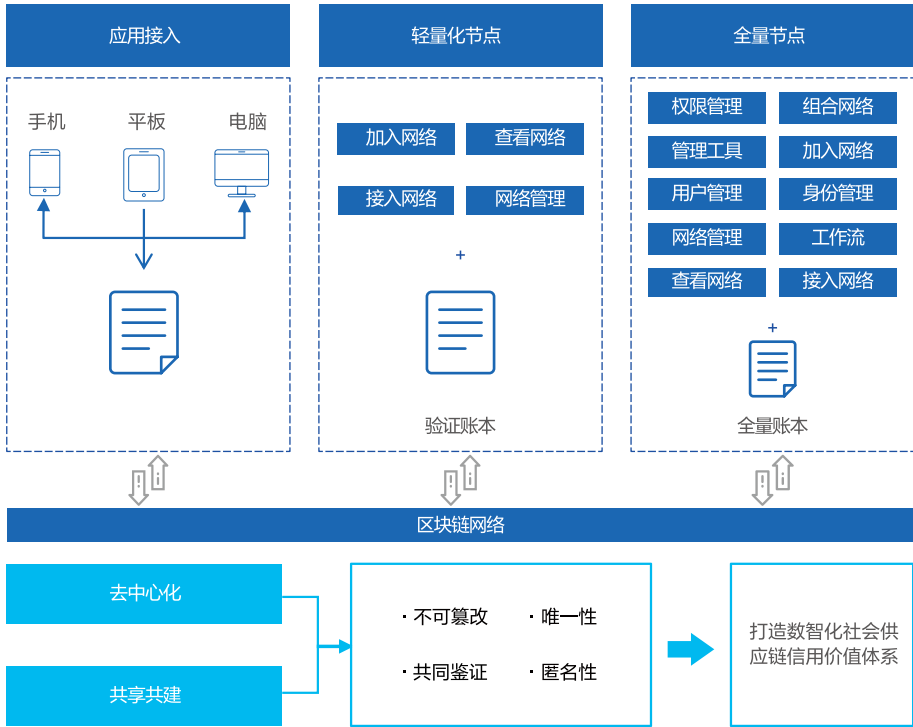 应用接入
轻量化节点
全量节点
手机
平板
电脑
加入网络
查看网络
接入网络
网络管理
+
验证账本
权限管理
组合网络
管理工具
加入网络
用户管理
身份管理
网络管理
工作流
查看网络
接入网络
+
全量账本
区块链网络
去中心化
共享共建
· 不可篡改
· 唯一性
· 共同鉴证
· 匿名性
打造数智化社会供
应链信用价值体系